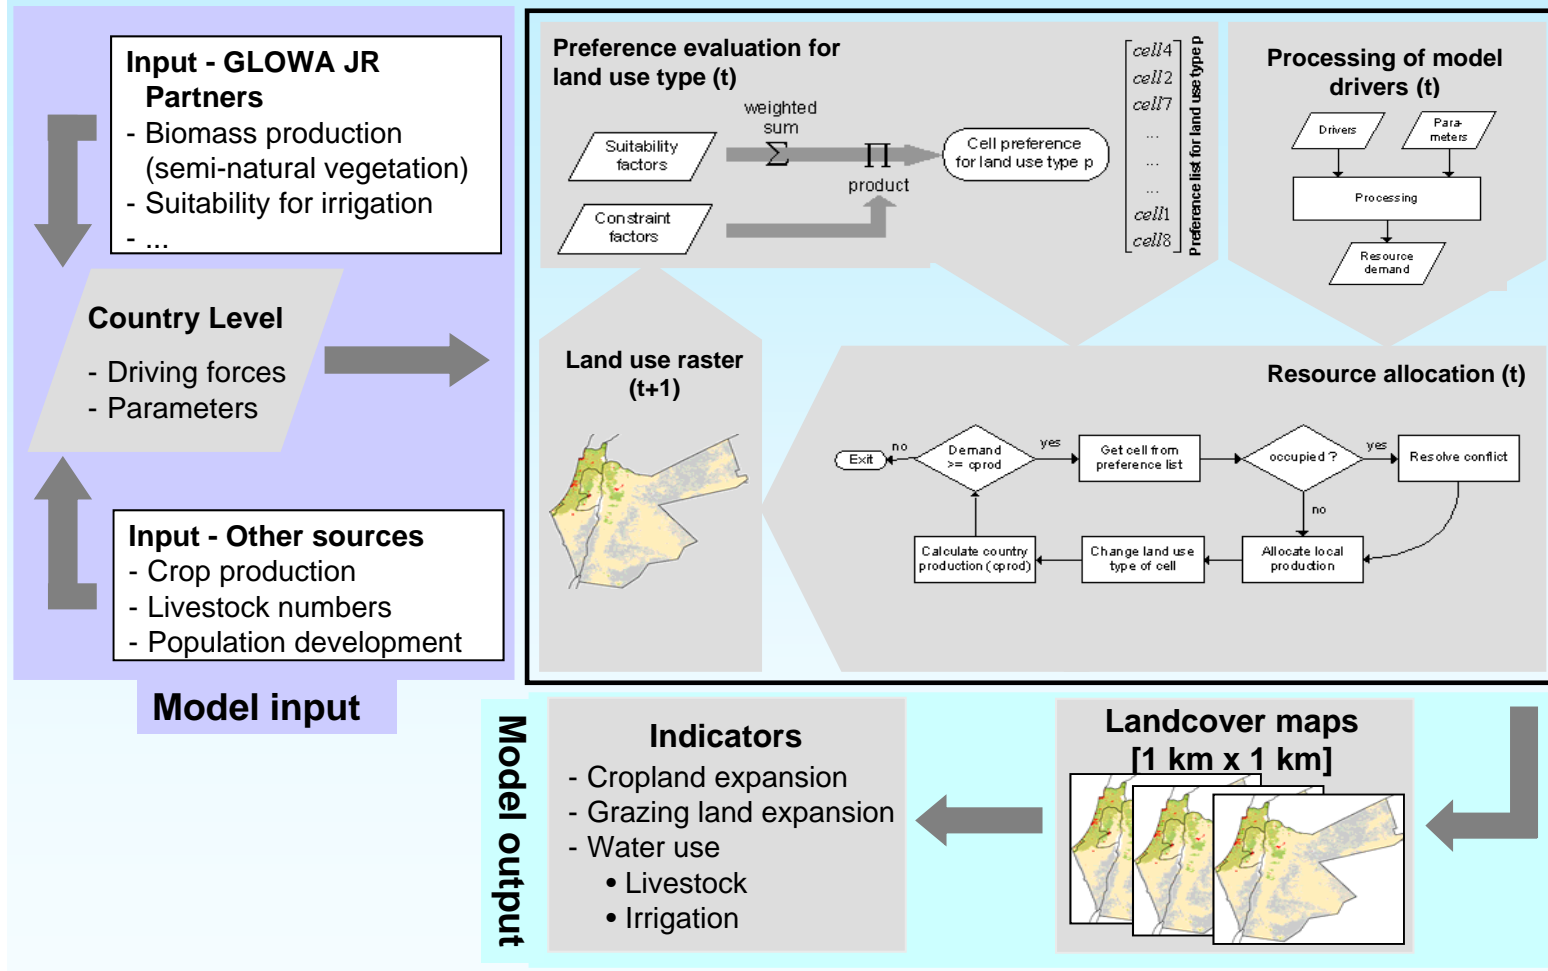 Input - GLOWA JR
Partners
- Biomass production
(semi-natural vegetation)
- Suitability for irrigation
- ...
Country Level
- Driving forces
- Parameters
Input - Other sources
- Crop production
- Livestock numbers
- Population development
Model input
Preference evaluation for
land use type (t)
weighted
sum
Suitability
factors
Σ
∏
product
Constraint
factors
Cell preference
for land use type p
cell4
cell2
cell7
...
...
...
cell1
cell8
Preference list for land use type p
Processing of model
drivers (t)
Drivers
Para-
meters
Processing
Resource
demand
Land use raster
(t+1)
Resource allocation (t)
Exit
no
Demand
>= cprod
yes
Get cell from
preference list
occupied ?
yes
Resolve conflict
no
Calculate country
production (cprod)
Change land use
type of cell
Allocate local
production
Model output
Indicators
- Cropland expansion
- Grazing land expansion
- Water use
• Livestock
• Irrigation
Landcover maps
[1 km x 1 km]